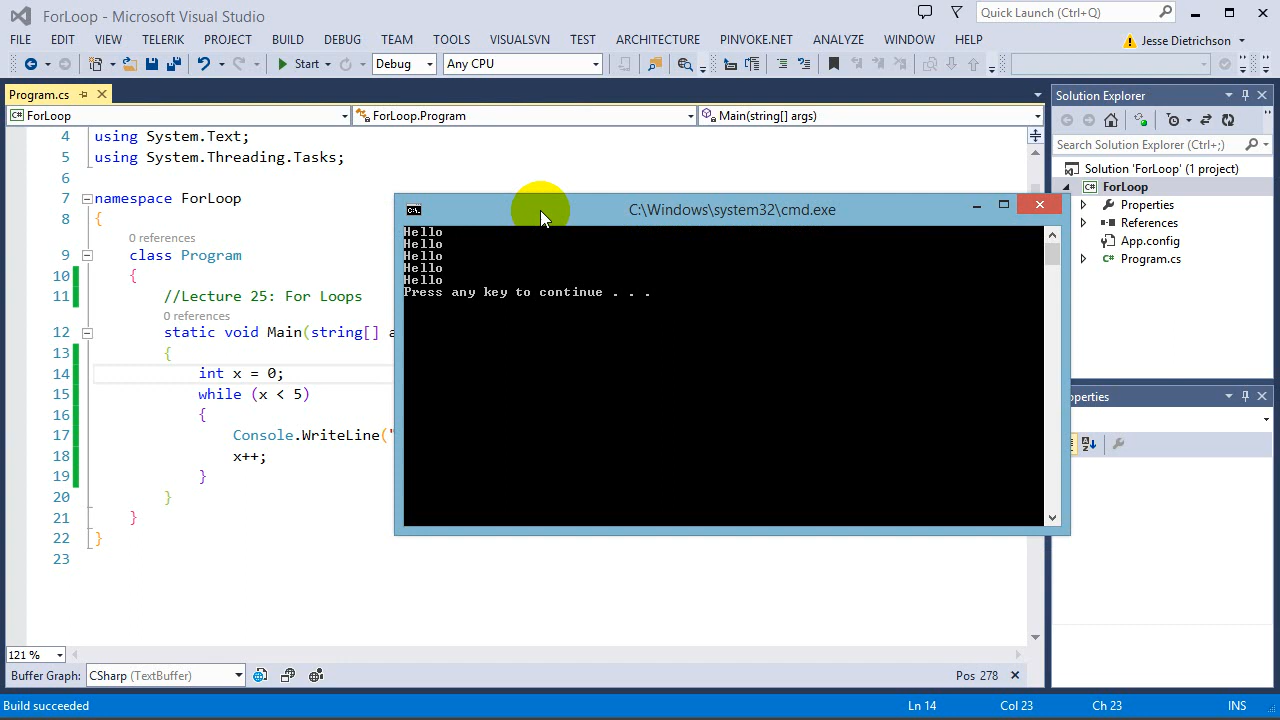 ForLoop - Microsoft Visual Studio
Quick Launch (Ctrl+Q)
FILE EDIT VIEW TELERIK PROJECT BUILD DEBUG TEAM TOOLS VISUALSVN TEST ARCHITECTURE PINVOKE.NET ANALYZE WINDOW HELP
Jesse Dietrichson
Start Debug Any CPU
Program.cs
ForLoop ForLoop.Program Main(string[] args)
4 using System.Text;
5 using System.Threading.Tasks;
6
7 namespace ForLoop
8 {
0 references
9 class Program
10 {
11 //Lecture 25: For Loops
0 references
12 static void Main(string[] a
13 {
14 int x = 0;
15 while (x < 5)
16 {
17 Console.WriteLine("
18 x++;
19 }
20 }
21 }
22 }
23
C:\Windows\system32\cmd.exe
Hello
Hello
Hello
Hello
Hello
Press any key to continue . . .
Solution Explorer
Search Solution Explorer (Ctrl+;)
Solution 'ForLoop' (1 project)
ForLoop
Properties
References
App.config
Program.cs
operties
121 %
Buffer Graph: CSharp (TextBuffer) Pos 278
Build succeeded Ln 14 Col 23 Ch 23 INS